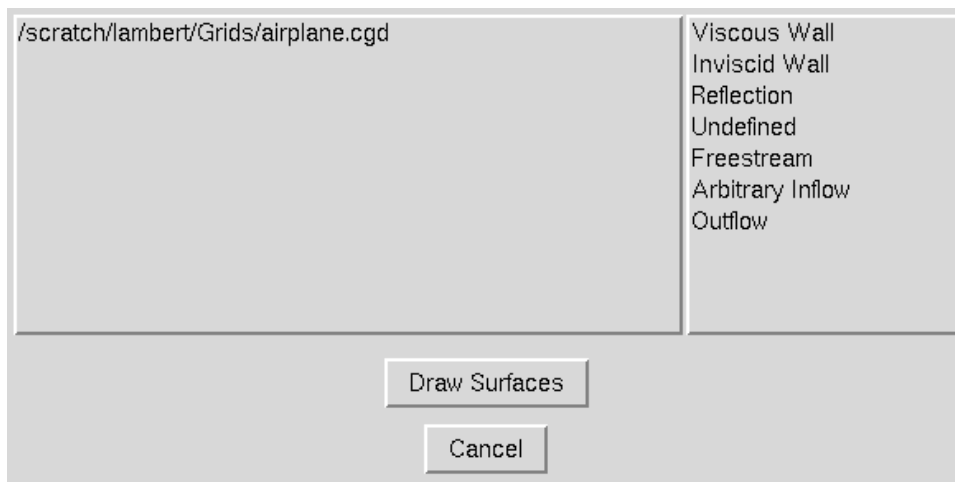 /scratch/lambert/Grids/airplane.cgd
Viscous Wall
Inviscid Wall
Reflection
Undefined
Freestream
Arbitrary Inflow
Outflow
Draw Surfaces
Cancel